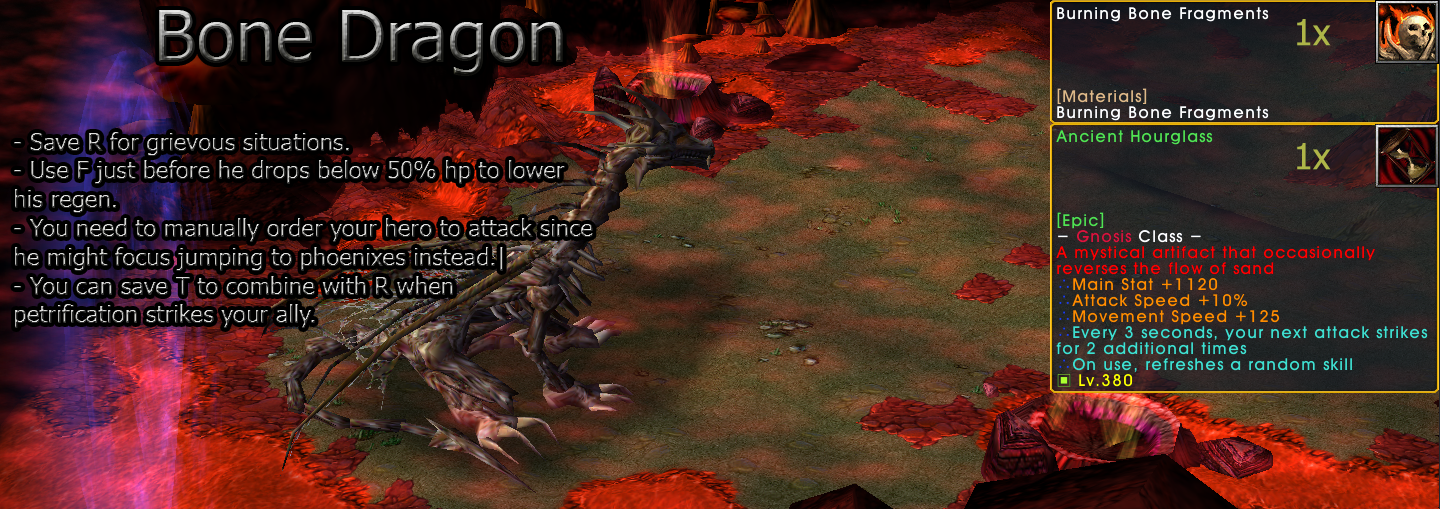 Bone Dragon
- Save R for grievous situations.
- Use F just before he drops below 50% hp to lower
his regen.
- You need to manually order your hero to attack since
he might focus jumping to phoenixes instead.|
- You can save T to combine with R when
petrification strikes your ally.
Burning Bone Fragments
1x
[Materials]
Burning Bone Fragments
Ancient Hourglass
1x
[Epic]
– Gnosis Class –
A mystical artifact that occasionally
reverses the flow of sand
∴Main Stat +1120
∴Attack Speed +10%
∴Movement Speed +125
∴Every 3 seconds, your next attack strikes
for 2 additional times
∴On use, refreshes a random skill
▣ Lv.380